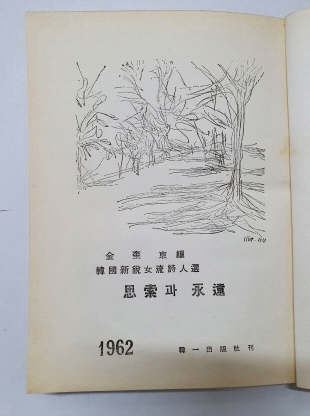 金奎東編
韓國新銳女流詩人選
思索과 永遠
1962
韓一出版社刊